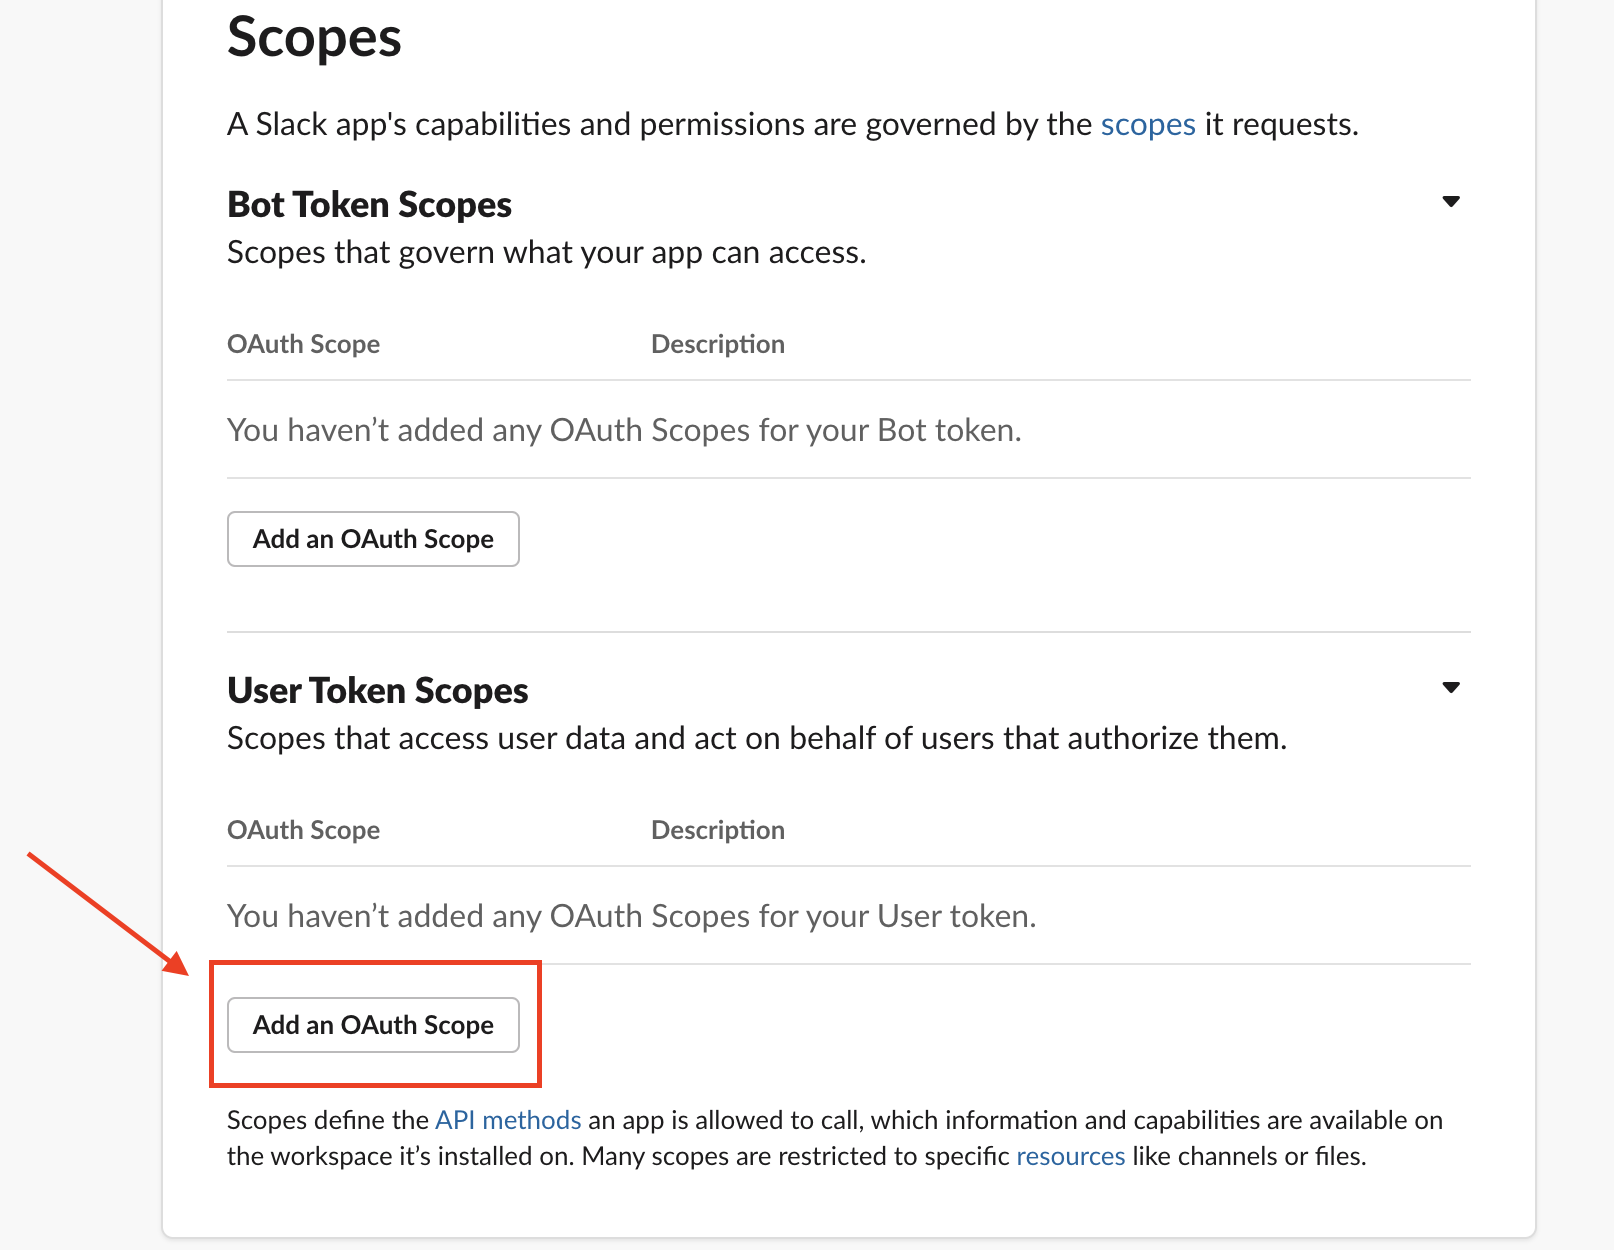 Scopes
A Slack app's capabilities and permissions are governed by the scopes it requests.
Bot Token Scopes
Scopes that govern what your app can access.
OAuth Scope Description
You haven’t added any OAuth Scopes for your Bot token.
Add an OAuth Scope
User Token Scopes
Scopes that access user data and act on behalf of users that authorize them.
OAuth Scope Description
You haven’t added any OAuth Scopes for your User token.
Add an OAuth Scope
Scopes define the API methods an app is allowed to call, which information and capabilities are available on
the workspace it’s installed on. Many scopes are restricted to specific resources like channels or files.